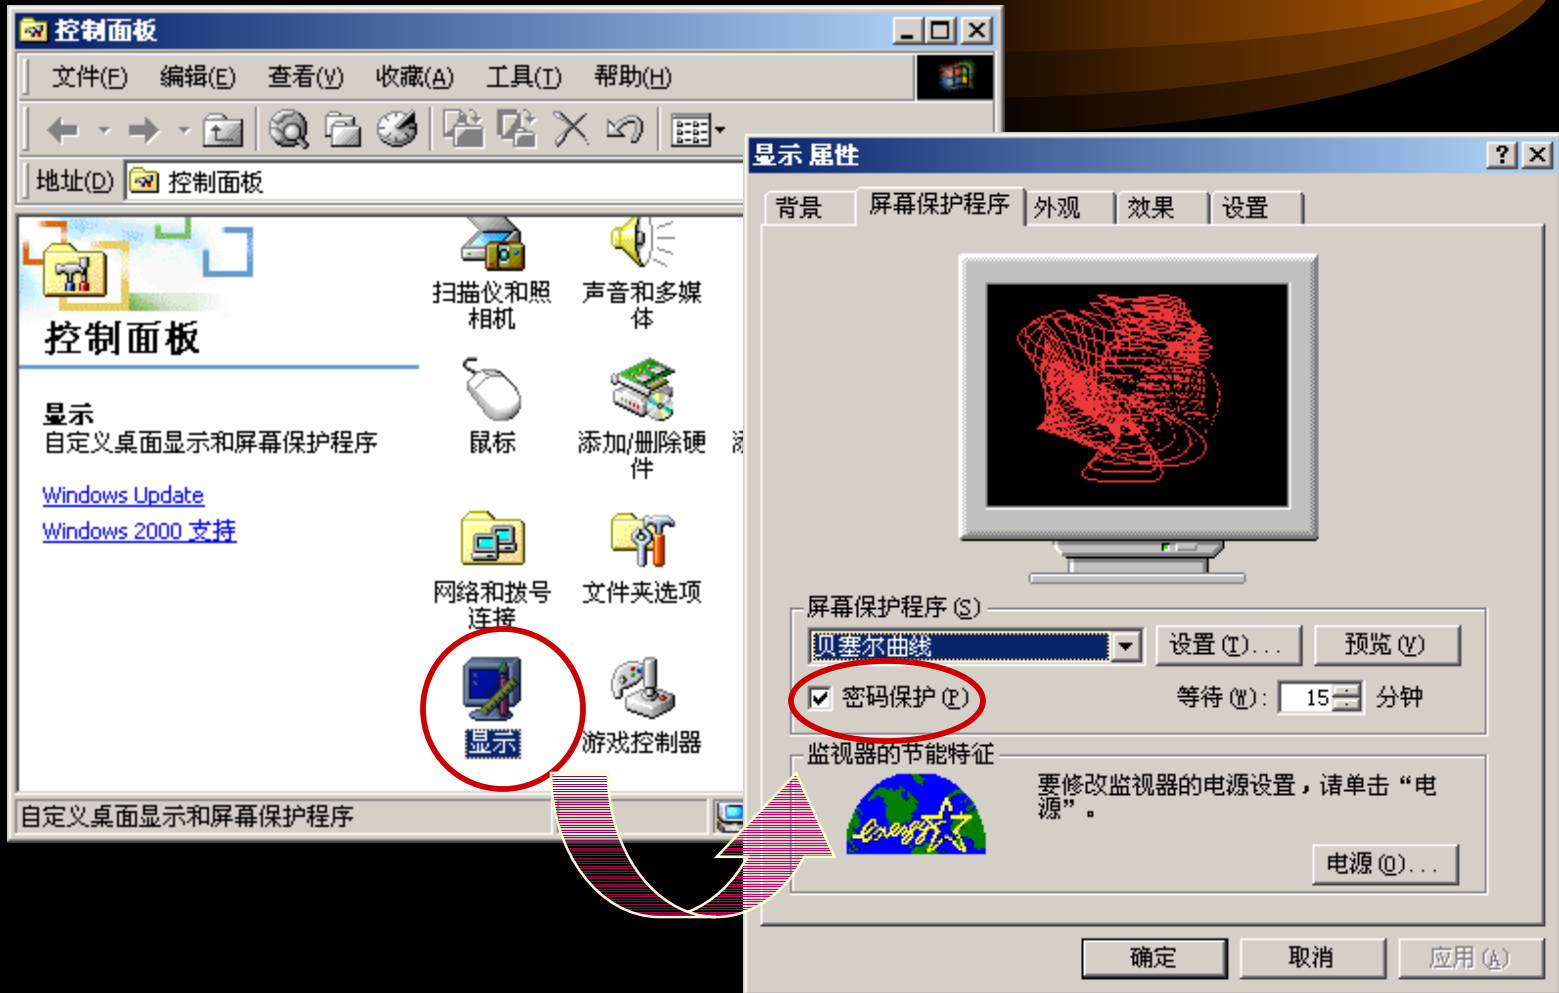 控制面板
文件(F) 编辑(E) 查看(V) 收藏(A) 工具(T) 帮助(H)
地址(D) 控制面板
控制面板
显示
自定义桌面显示和屏幕保护程序
Windows Update
Windows 2000 支持
扫描仪和照
相机
声音和多媒
体
鼠标
添加/删除硬
件
网络和拨号
连接
文件夹选项
显示
游戏控制器
自定义桌面显示和屏幕保护程序
显示 属性
背景 屏幕保护程序 外观 效果 设置
屏幕保护程序(S)
贝塞尔曲线
设置(T)... 预览(V)
密码保护(P) 等待(W): 15 分钟
监视器的节能特征
energy
要修改监视器的电源设置，请单击“电
源”。
电源(O)...
确定 取消 应用(A)